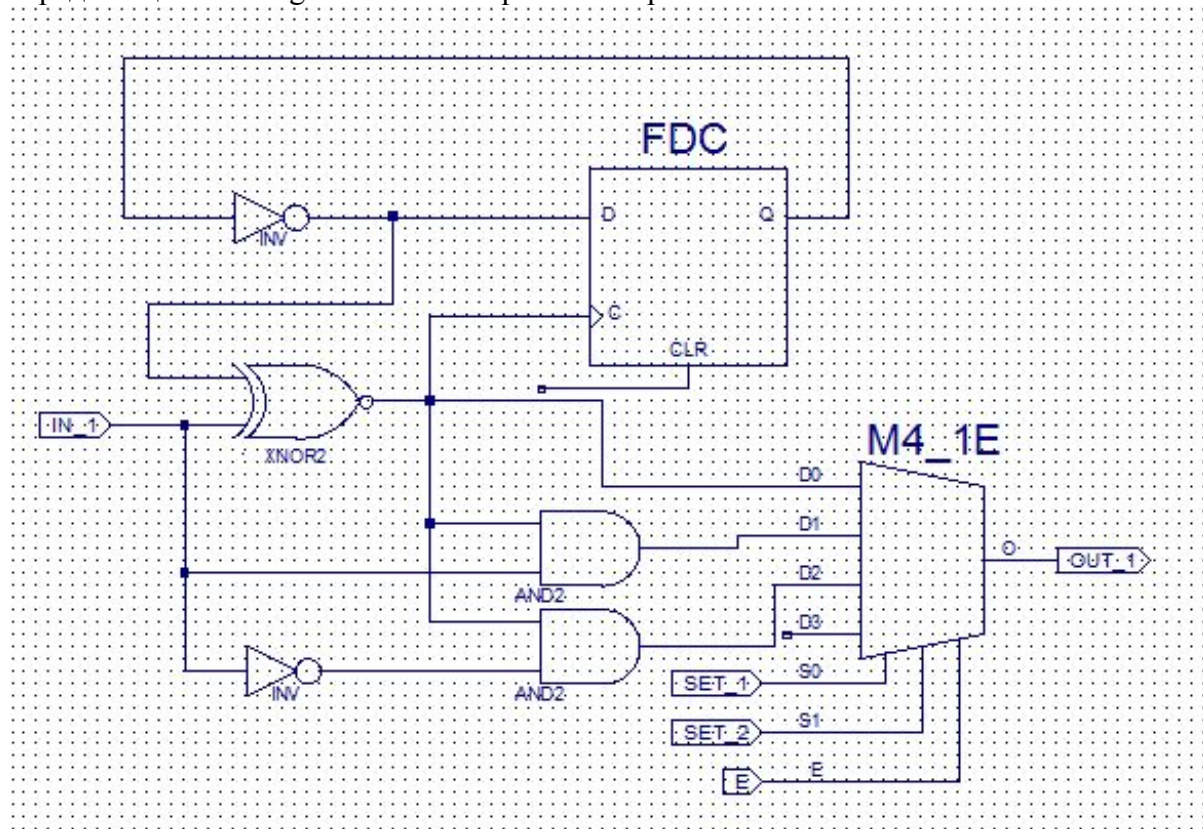 FDC
D
Q
INV
C
CLR
IN_1
XNOR2
M4_1E
D0
D1
O
OUT_1
D2
AND2
D3
S0
SET_1
INV
AND2
S1
SET_2
E
E